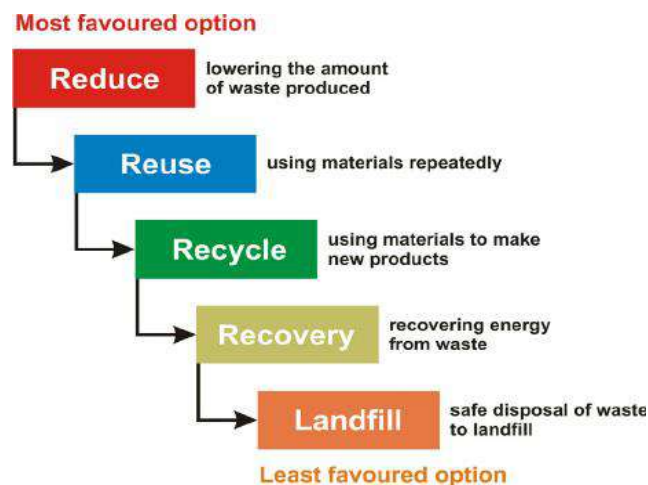 Most favoured option
Reduce
lowering the amount
of waste produced
Reuse
using materials repeatedly
Recycle
using materials to make
new products
Recovery
recovering energy
from waste
Landfill
safe disposal of waste
to landfill
Least favoured option